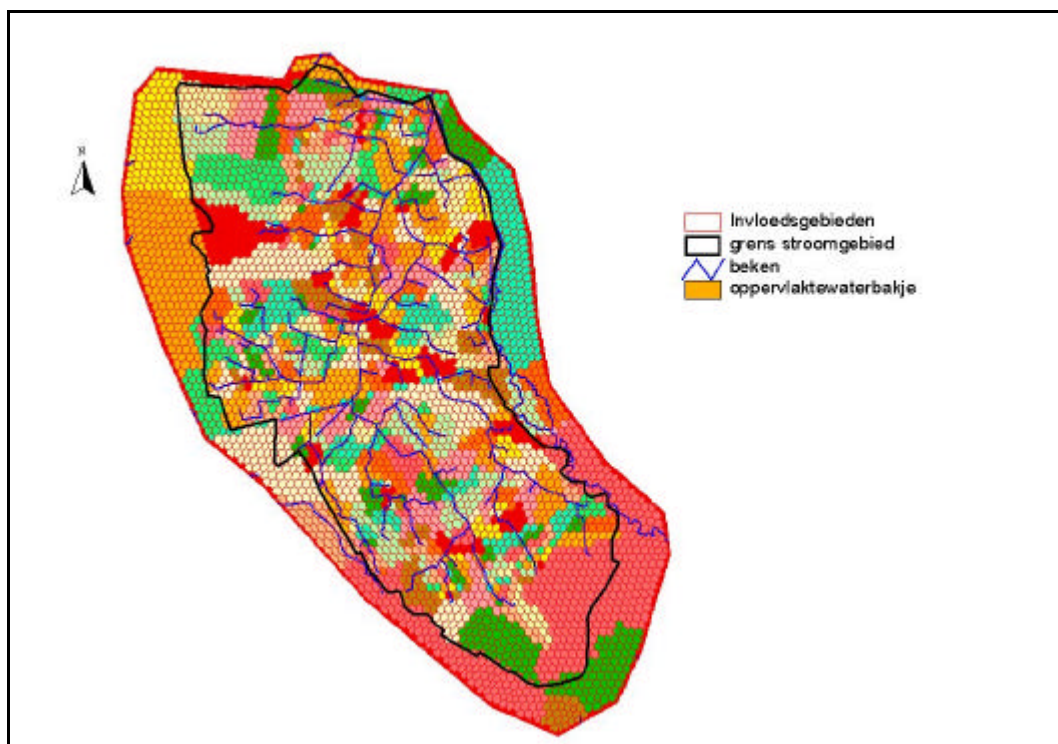 N
Invloedsgebieden
grens stroomgebied
beken
oppervlaktewaterbakje